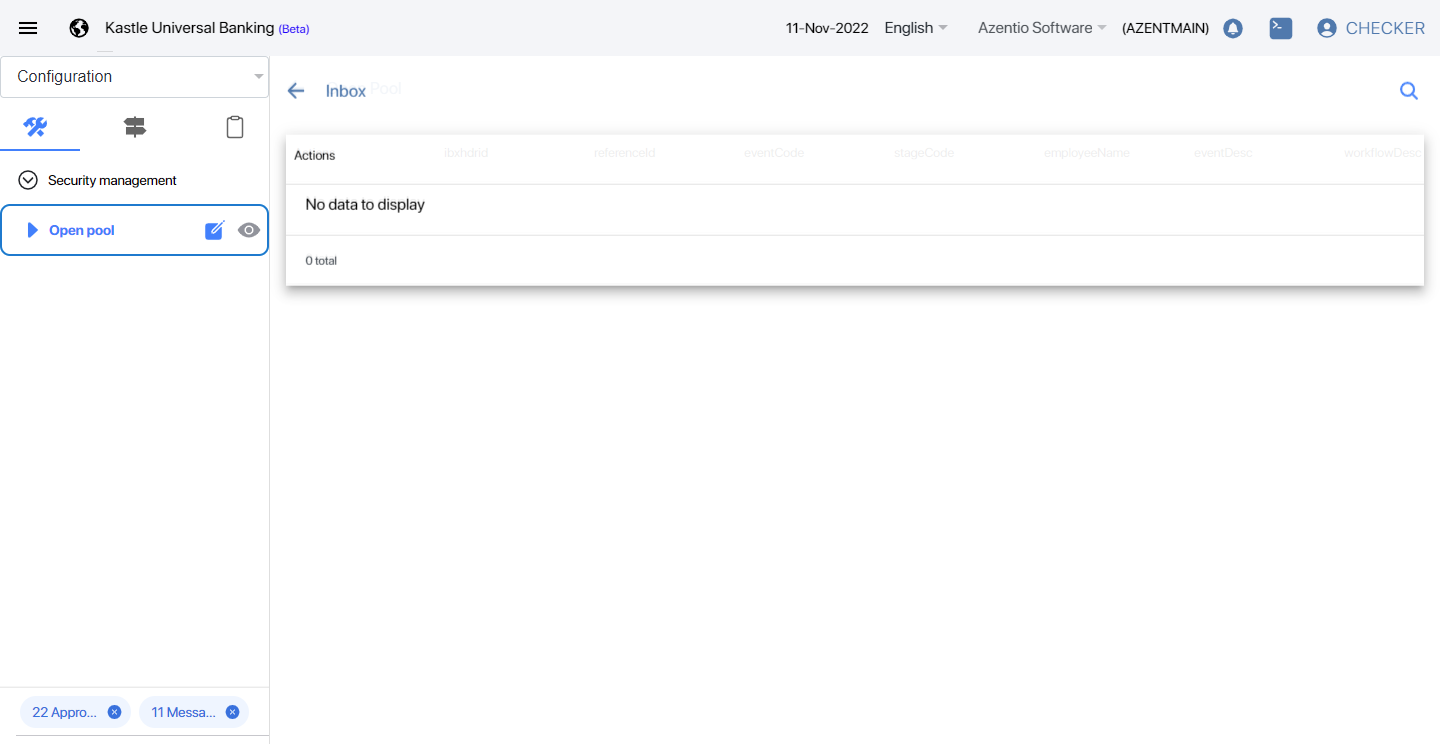 Kastle Universal Banking (Beta)
11-Nov-2022 English Azentio Software (AZENTMAIN) CHECKER
Configuration
Security management
Open pool
22 Appro...
11 Messa...
Inbox Pool
Actions ibxhdrid referenceId eventCode stageCode employeeName eventDesc workflowDesc
No data to display
0 total